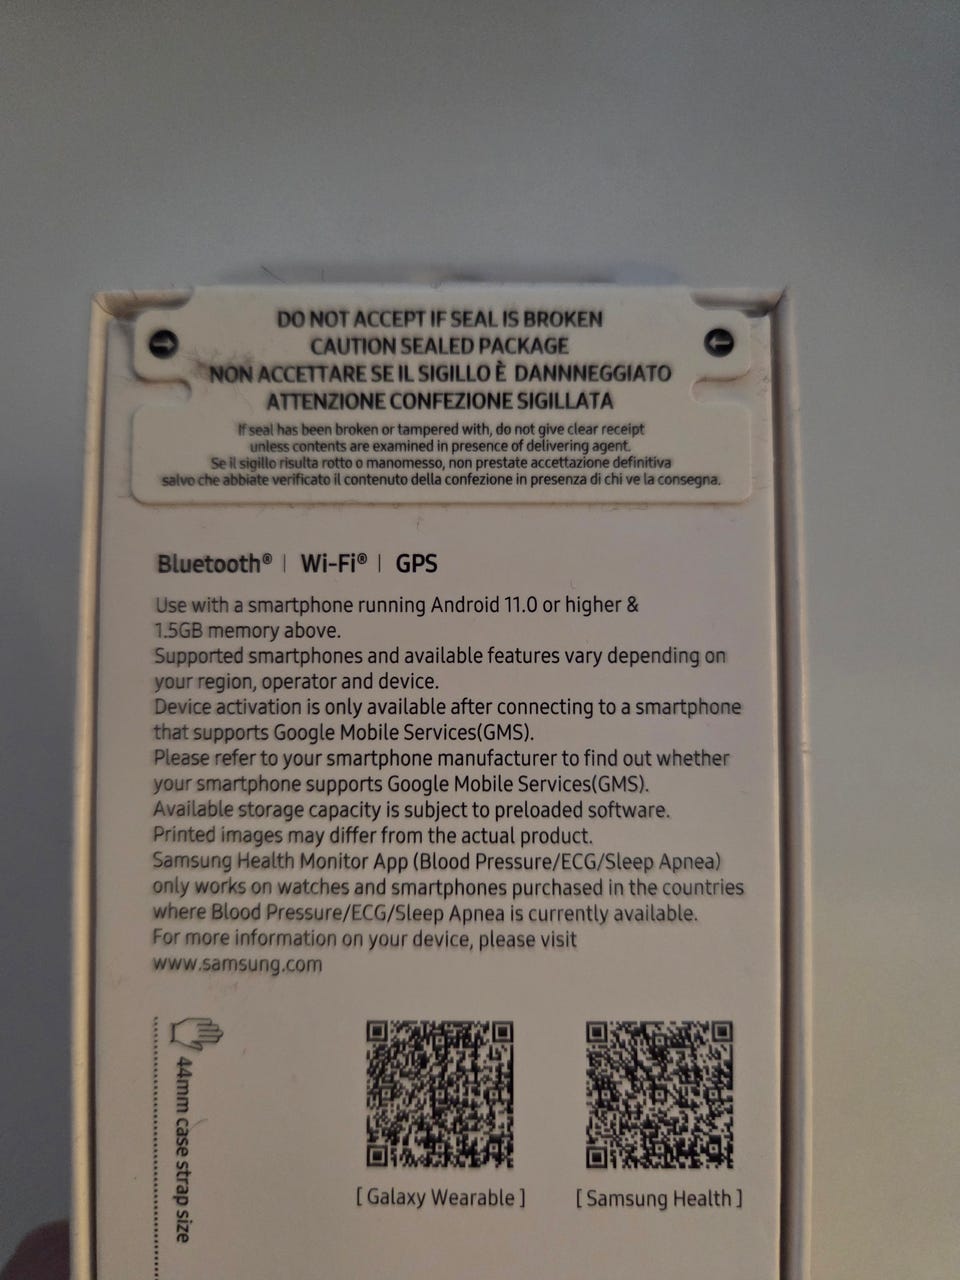 DO NOT ACCEPT IF SEAL IS BROKEN
CAUTION SEALED PACKAGE
NON ACCETTARE SE IL SIGILLO È DANNNEGGIATO
ATTENZIONE CONFEZIONE SIGILLATA
If seal has been broken or tampered with, do not give clear receipt
unless contents are examined in presence of delivering agent.
Se il sigillo risulta rotto o manomesso, non prestate accettazione definitiva
salvo che abbiate verificato il contenuto della confezione in presenza di chi ve la consegna.
Bluetooth® | Wi-Fi® | GPS
Use with a smartphone running Android 11.0 or higher &
1.5GB memory above.
Supported smartphones and available features vary depending on
your region, operator and device.
Device activation is only available after connecting to a smartphone
that supports Google Mobile Services(GMS).
Please refer to your smartphone manufacturer to find out whether
your smartphone supports Google Mobile Services(GMS).
Available storage capacity is subject to preloaded software.
Printed images may differ from the actual product.
Samsung Health Monitor App (Blood Pressure/ECG/Sleep Apnea)
only works on watches and smartphones purchased in the countries
where Blood Pressure/ECG/Sleep Apnea is currently available.
For more information on your device, please visit
www.samsung.com
44mm case strap size
[ Galaxy Wearable ]
[ Samsung Health ]